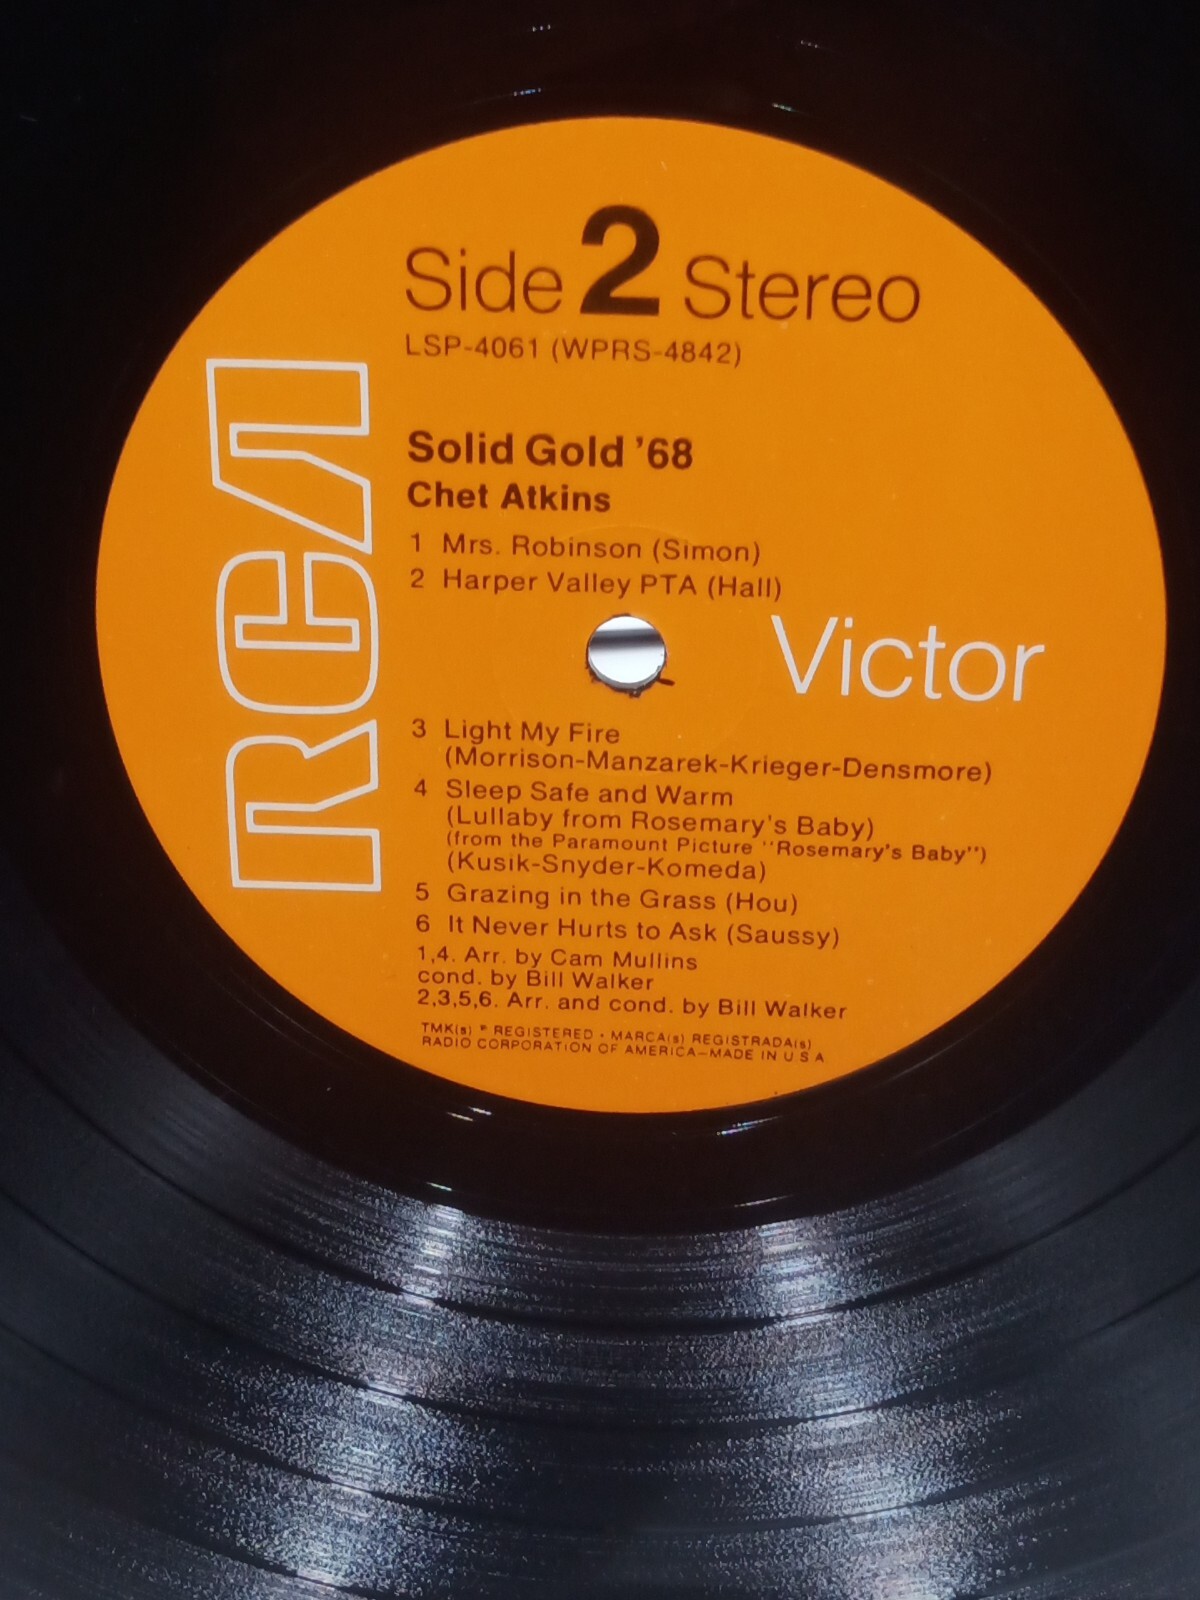 Side 2 Stereo
LSP-4061 (WPRS-4842)
RCA
Solid Gold ’68
Chet Atkins
1 Mrs. Robinson (Simon)
2 Harper Valley PTA (Hall)
Victor
3 Light My Fire
(Morrison-Manzarek-Krieger-Densmore)
4 Sleep Safe and Warm
(Lullaby from Rosemary's Baby)
(from the Paramount Picture "Rosemary's Baby")
(Kusik-Snyder-Komeda)
5 Grazing in the Grass (Hou)
6 It Never Hurts to Ask (Saussy)
1,4. Arr. by Cam Mullins
cond. by Bill Walker
2,3,5,6. Arr. and cond. by Bill Walker
TMK(s) ® REGISTERED • MARCA(s) REGISTRADA(s)
RADIO CORPORATION OF AMERICA—MADE IN U S A